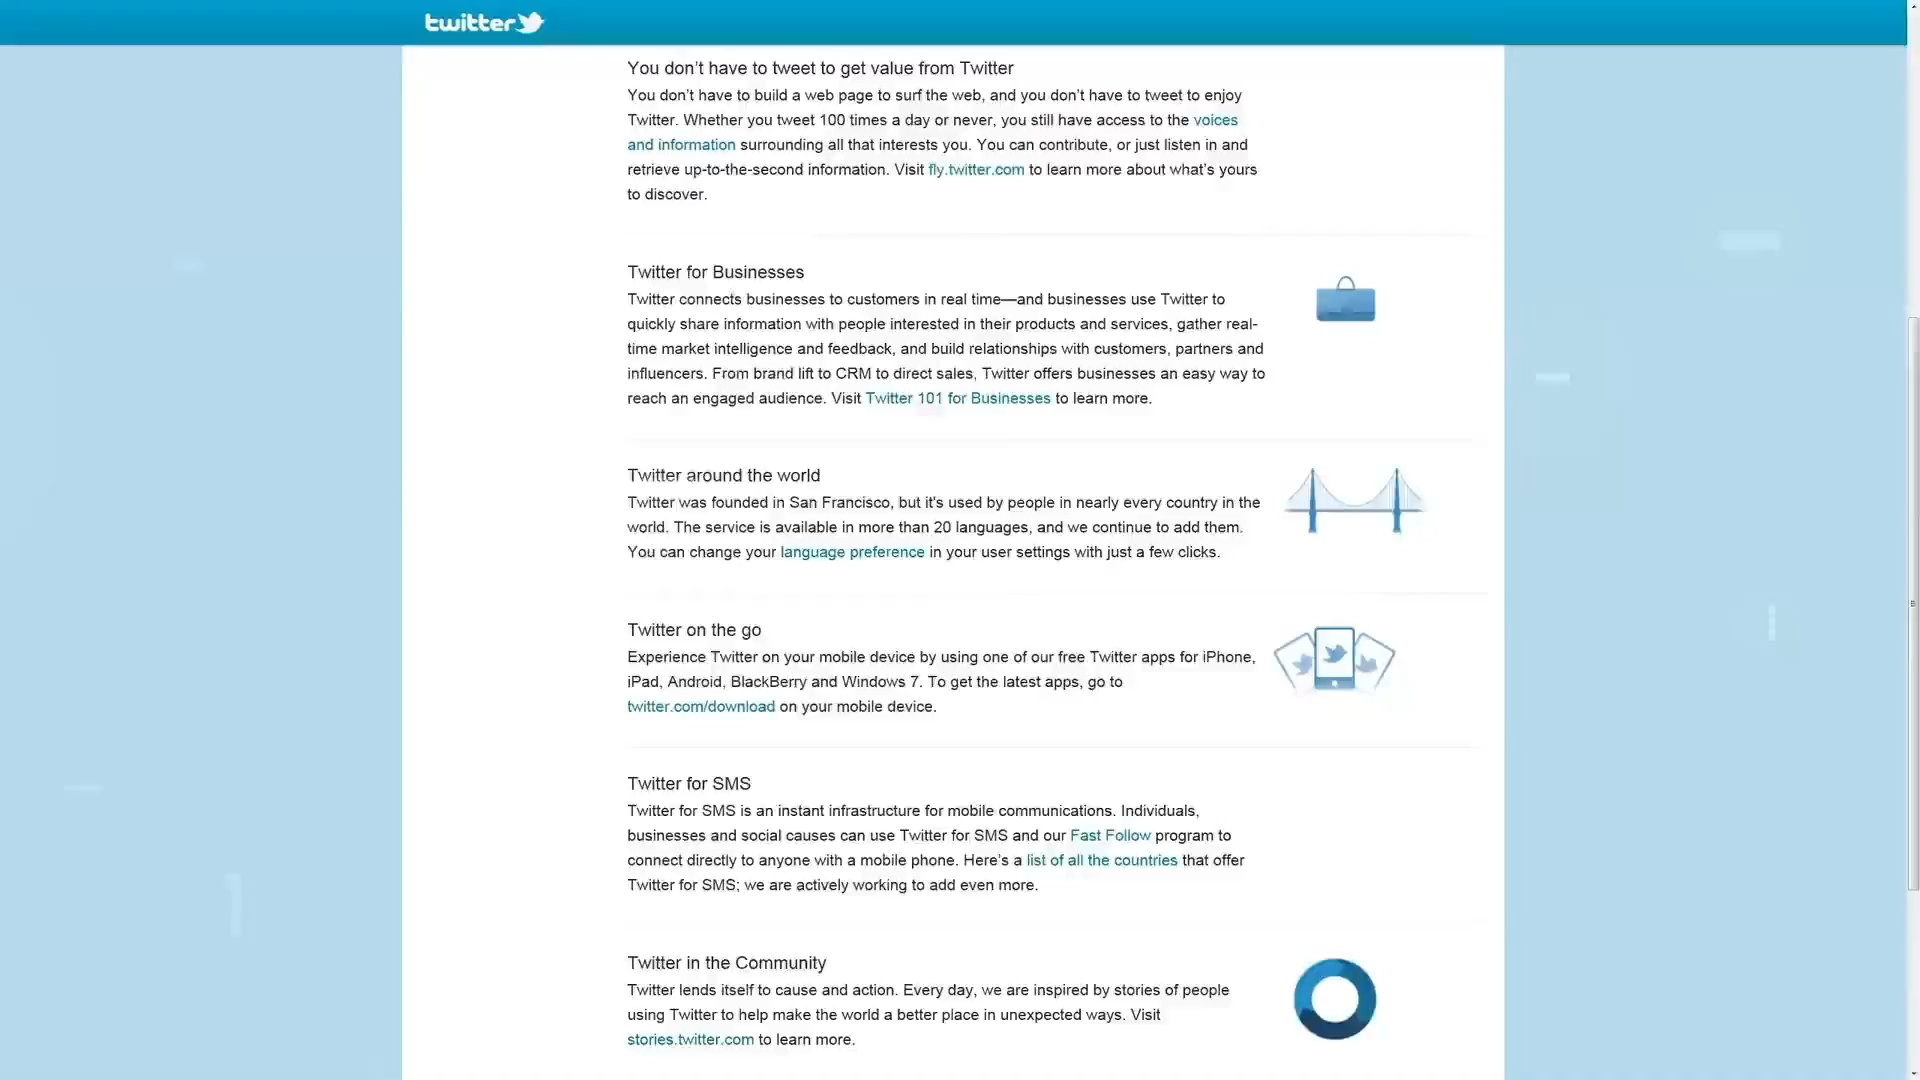 twitter
You don’t have to tweet to get value from Twitter
You don’t have to build a web page to surf the web, and you don’t have to tweet to enjoy
Twitter. Whether you tweet 100 times a day or never, you still have access to the voices
and information surrounding all that interests you. You can contribute, or just listen in and
retrieve up-to-the-second information. Visit fly.twitter.com to learn more about what’s yours
to discover.
Twitter for Businesses
Twitter connects businesses to customers in real time—and businesses use Twitter to
quickly share information with people interested in their products and services, gather real-
time market intelligence and feedback, and build relationships with customers, partners and
influencers. From brand lift to CRM to direct sales, Twitter offers businesses an easy way to
reach an engaged audience. Visit Twitter 101 for Businesses to learn more.
Twitter around the world
Twitter was founded in San Francisco, but it's used by people in nearly every country in the
world. The service is available in more than 20 languages, and we continue to add them.
You can change your language preference in your user settings with just a few clicks.
Twitter on the go
Experience Twitter on your mobile device by using one of our free Twitter apps for iPhone,
iPad, Android, BlackBerry and Windows 7. To get the latest apps, go to
twitter.com/download on your mobile device.
Twitter for SMS
Twitter for SMS is an instant infrastructure for mobile communications. Individuals,
businesses and social causes can use Twitter for SMS and our Fast Follow program to
connect directly to anyone with a mobile phone. Here’s a list of all the countries that offer
Twitter for SMS; we are actively working to add even more.
Twitter in the Community
Twitter lends itself to cause and action. Every day, we are inspired by stories of people
using Twitter to help make the world a better place in unexpected ways. Visit
stories.twitter.com to learn more.